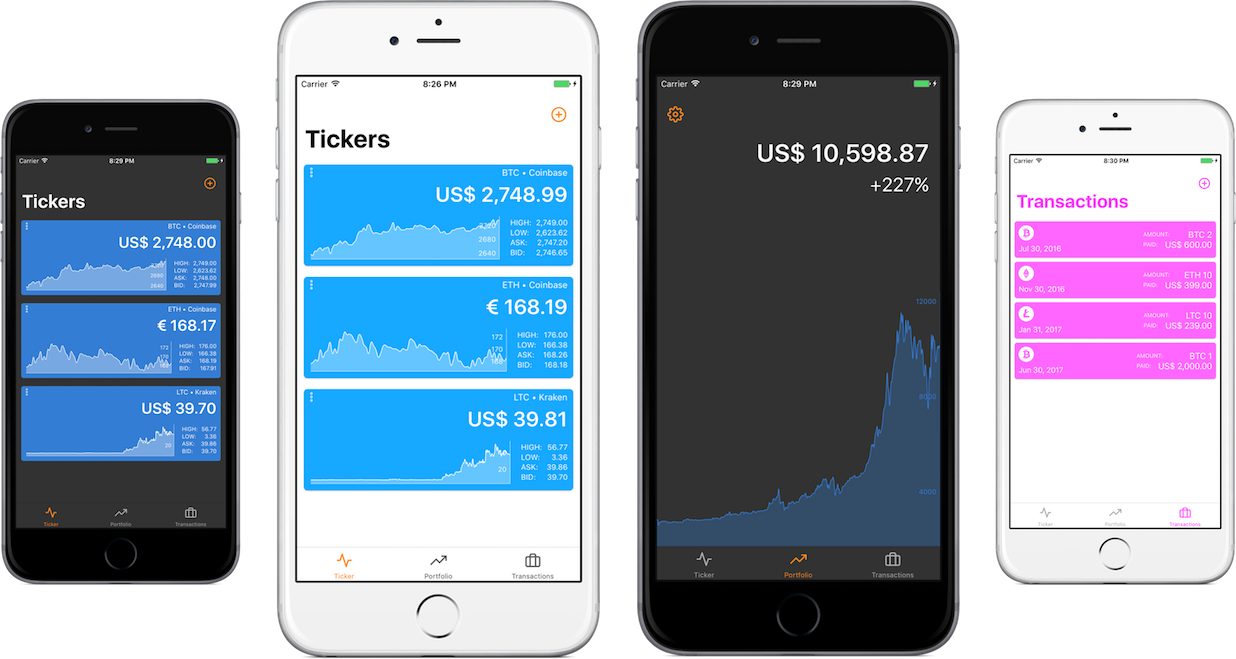 Carrier 8:29 PM
Tickers
BTC • Coinbase
US$ 2,748.00
HIGH: 2,749.00
LOW: 2,623.62
ASK: 2,748.00
BID: 2,747.99
2680
2640
ETH • Coinbase
€ 168.17
HIGH: 176.00
LOW: 166.38
ASK: 168.19
BID: 167.91
172
170
LTC • Kraken
US$ 39.70
HIGH: 56.77
LOW: 3.36
ASK: 39.86
BID: 39.70
20
Ticker Portfolio Transactions
Carrier 8:26 PM
Tickers
BTC • Coinbase
US$ 2,748.99
HIGH: 2,749.00
LOW: 2,623.62
ASK: 2,747.20
BID: 2,746.65
2680
2640
ETH • Coinbase
€ 168.19
HIGH: 176.00
LOW: 166.38
ASK: 168.26
BID: 168.18
172
170
168
LTC • Kraken
US$ 39.81
HIGH: 56.77
LOW: 3.36
ASK: 39.86
BID: 39.70
20
Ticker Portfolio Transactions
Carrier 8:29 PM
US$ 10,598.87
+227%
12000
8000
4000
Ticker Portfolio Transactions
Carrier 8:30 PM
Transactions
AMOUNT: BTC 2
PAID: US$ 600.00
Jul 30, 2016
AMOUNT: ETH 10
PAID: US$ 399.00
Nov 30, 2016
AMOUNT: LTC 10
PAID: US$ 239.00
Jan 31, 2017
AMOUNT: BTC 1
PAID: US$ 2,000.00
Jun 30, 2017
Ticker Portfolio Transactions